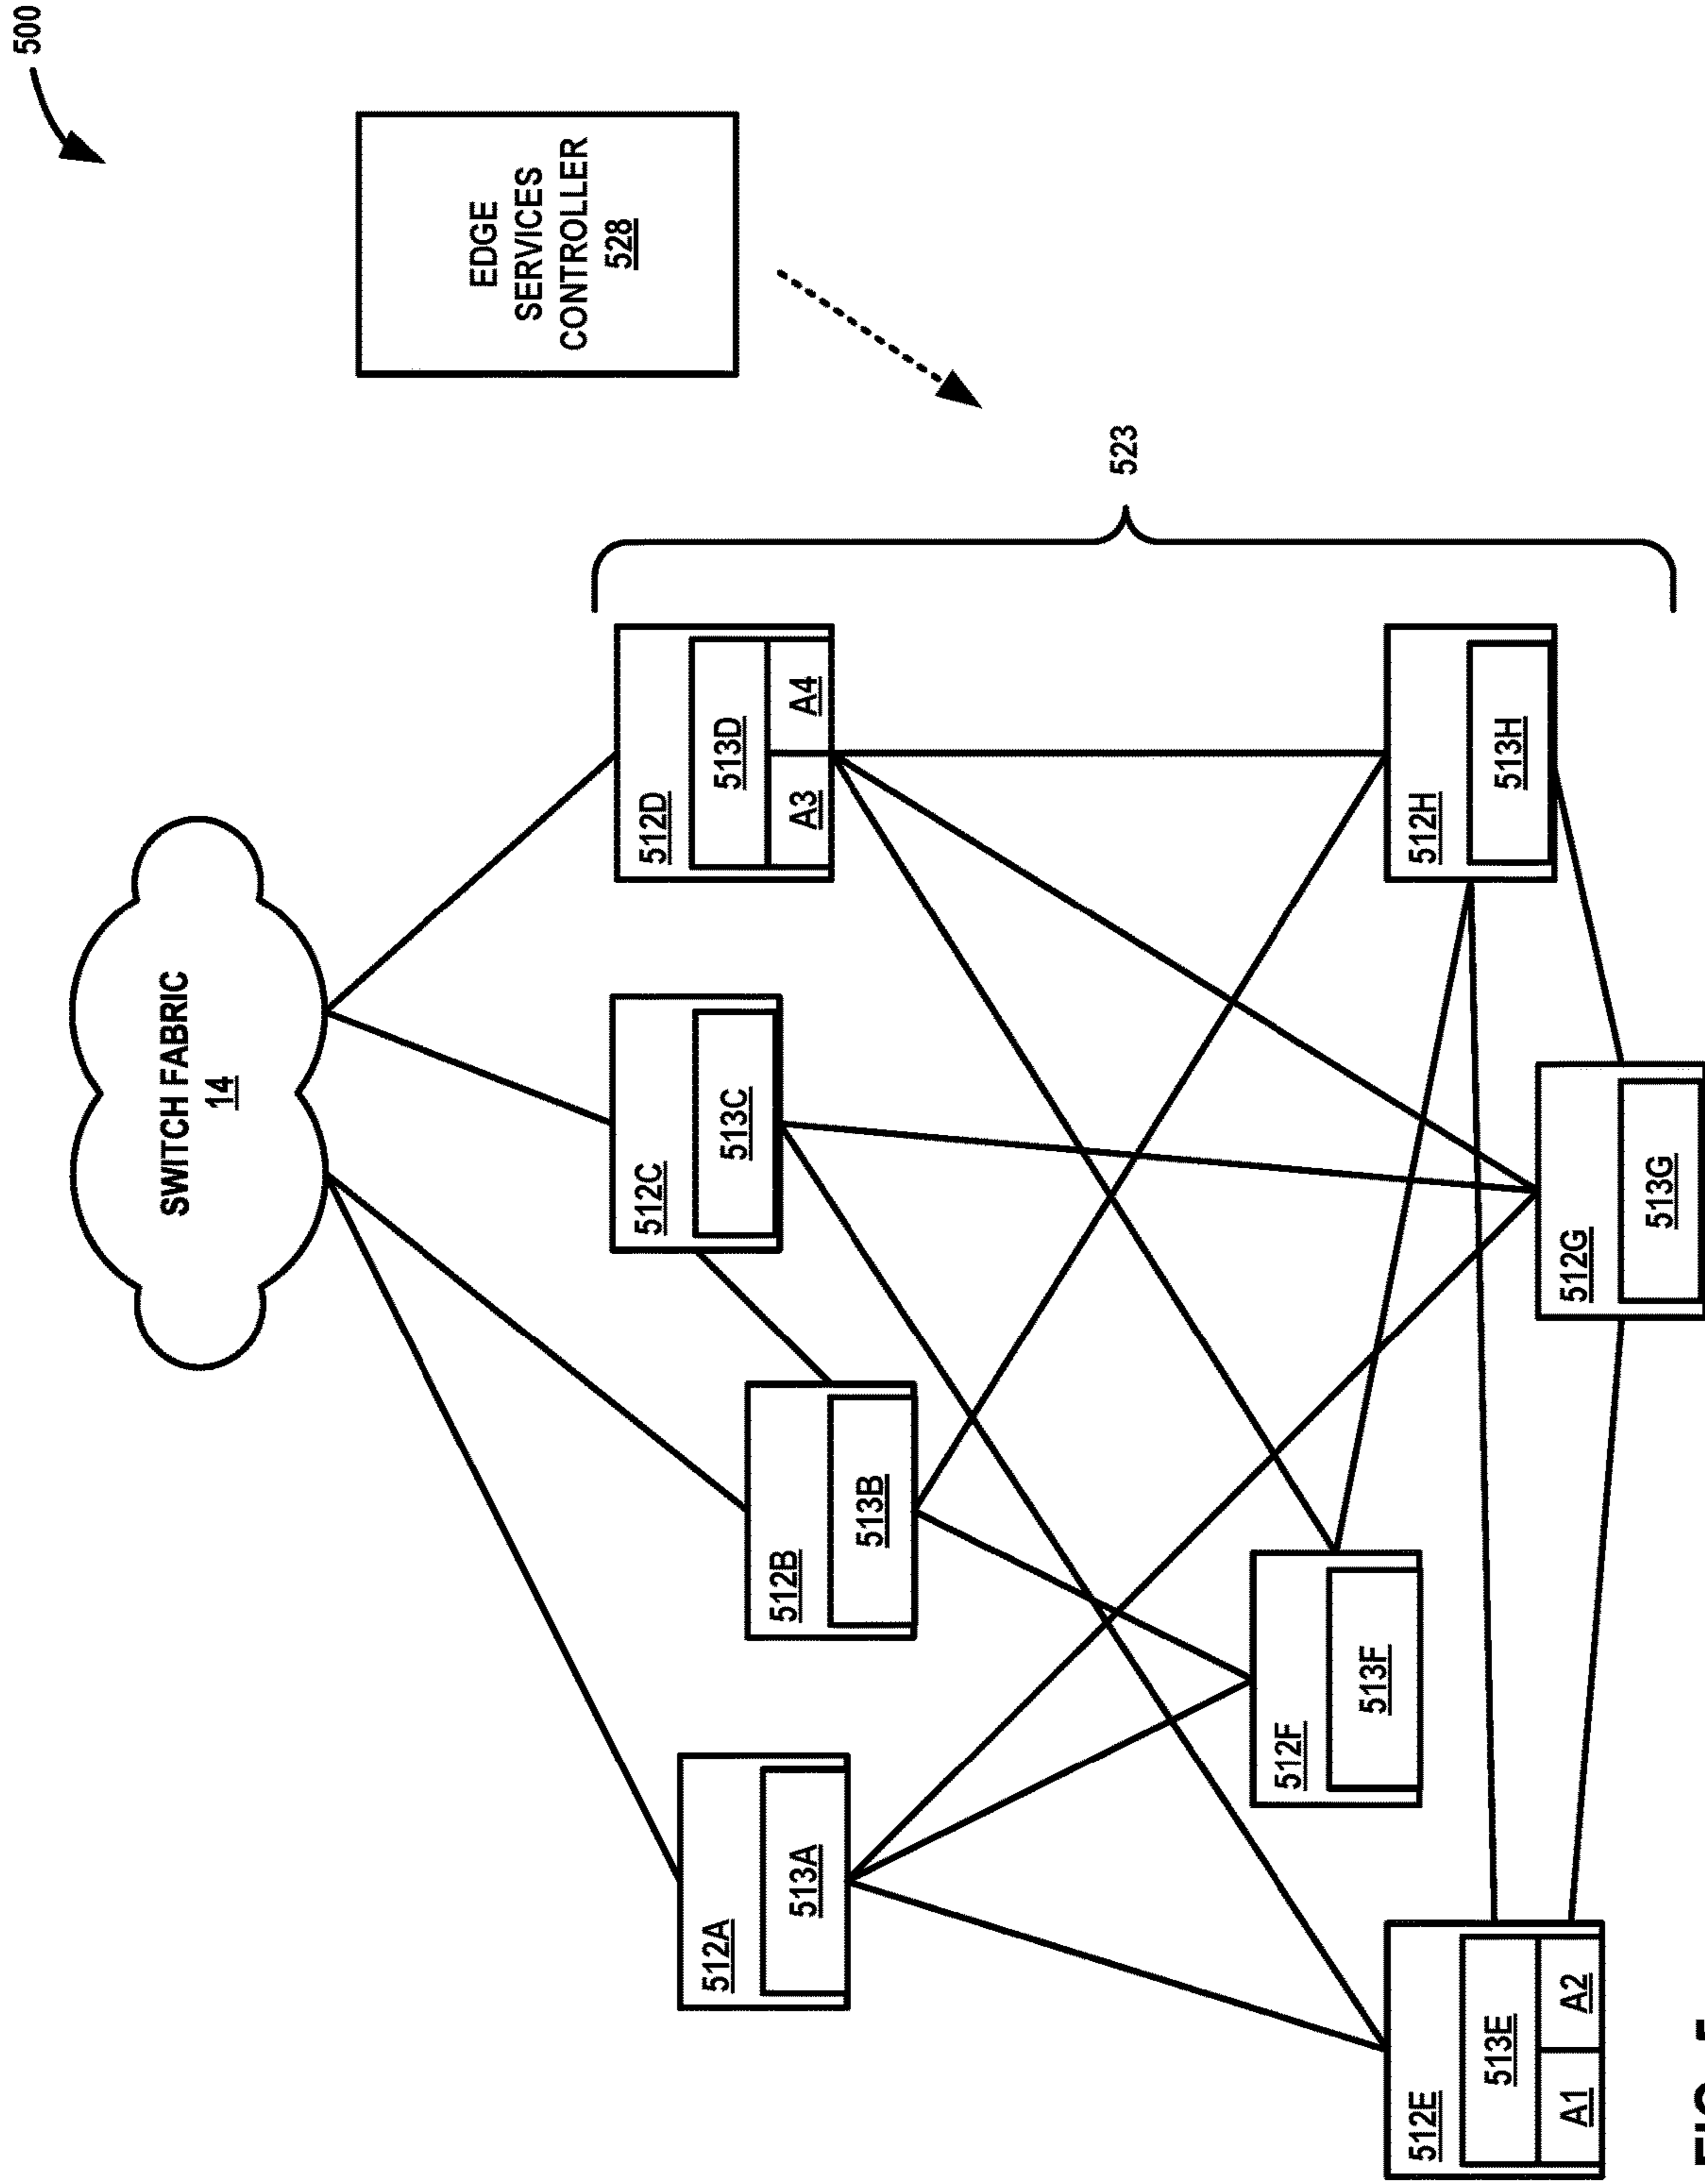 500
SWITCH FABRIC
14
EDGE
SERVICES
CONTROLLER
528
512D
513D
A3
A4
512C
513C
512B
513B
512A
513A
523
512H
513H
512G
513G
512F
513F
512E
513E
A1
A2
FIG.